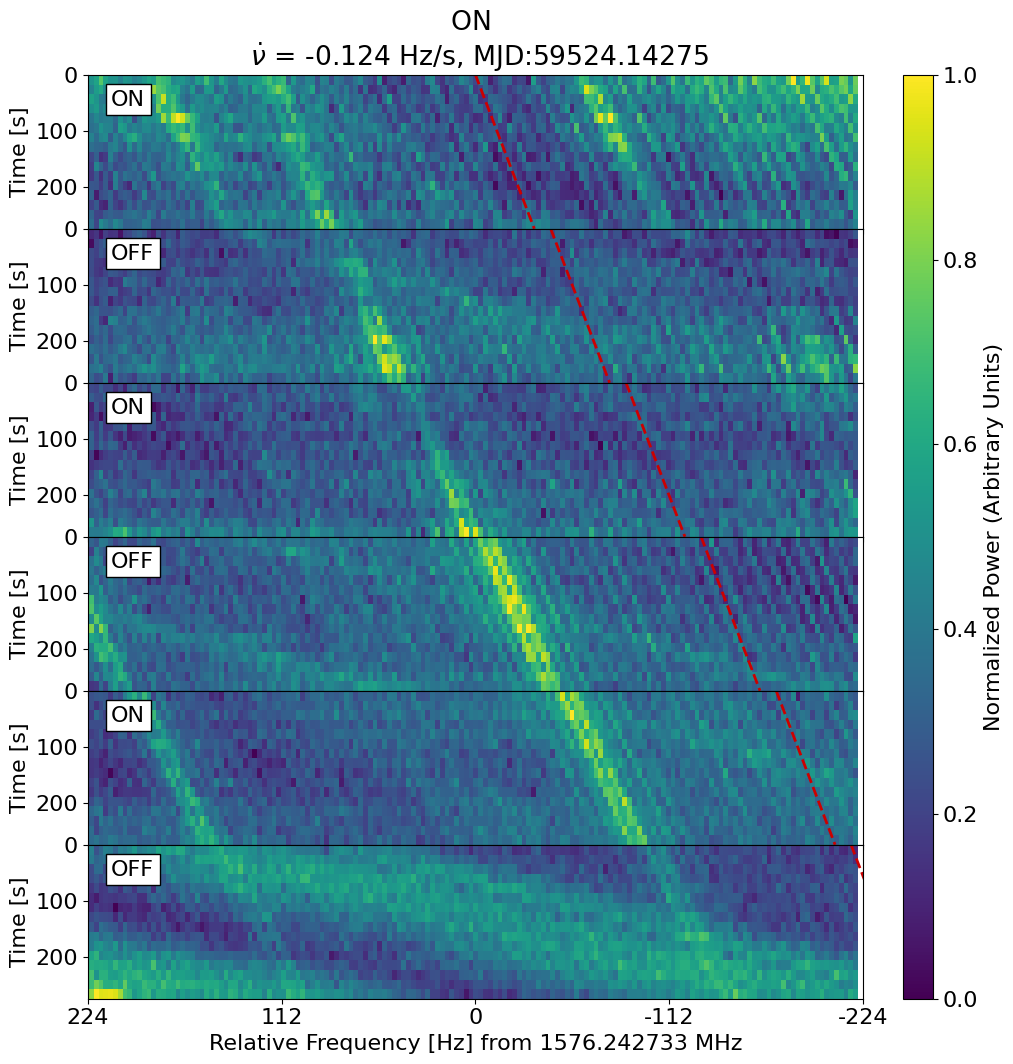 ON
ν̇ = -0.124 Hz/s, MJD:59524.14275
0
ON
100
200
Time [s]
0
OFF
100
200
Time [s]
0
ON
100
200
Time [s]
0
OFF
100
200
Time [s]
0
ON
100
200
Time [s]
0
OFF
100
200
Time [s]
224 112 0 -112 -224
Relative Frequency [Hz] from 1576.242733 MHz
1.0
0.8
0.6
0.4
0.2
0.0
Normalized Power (Arbitrary Units)